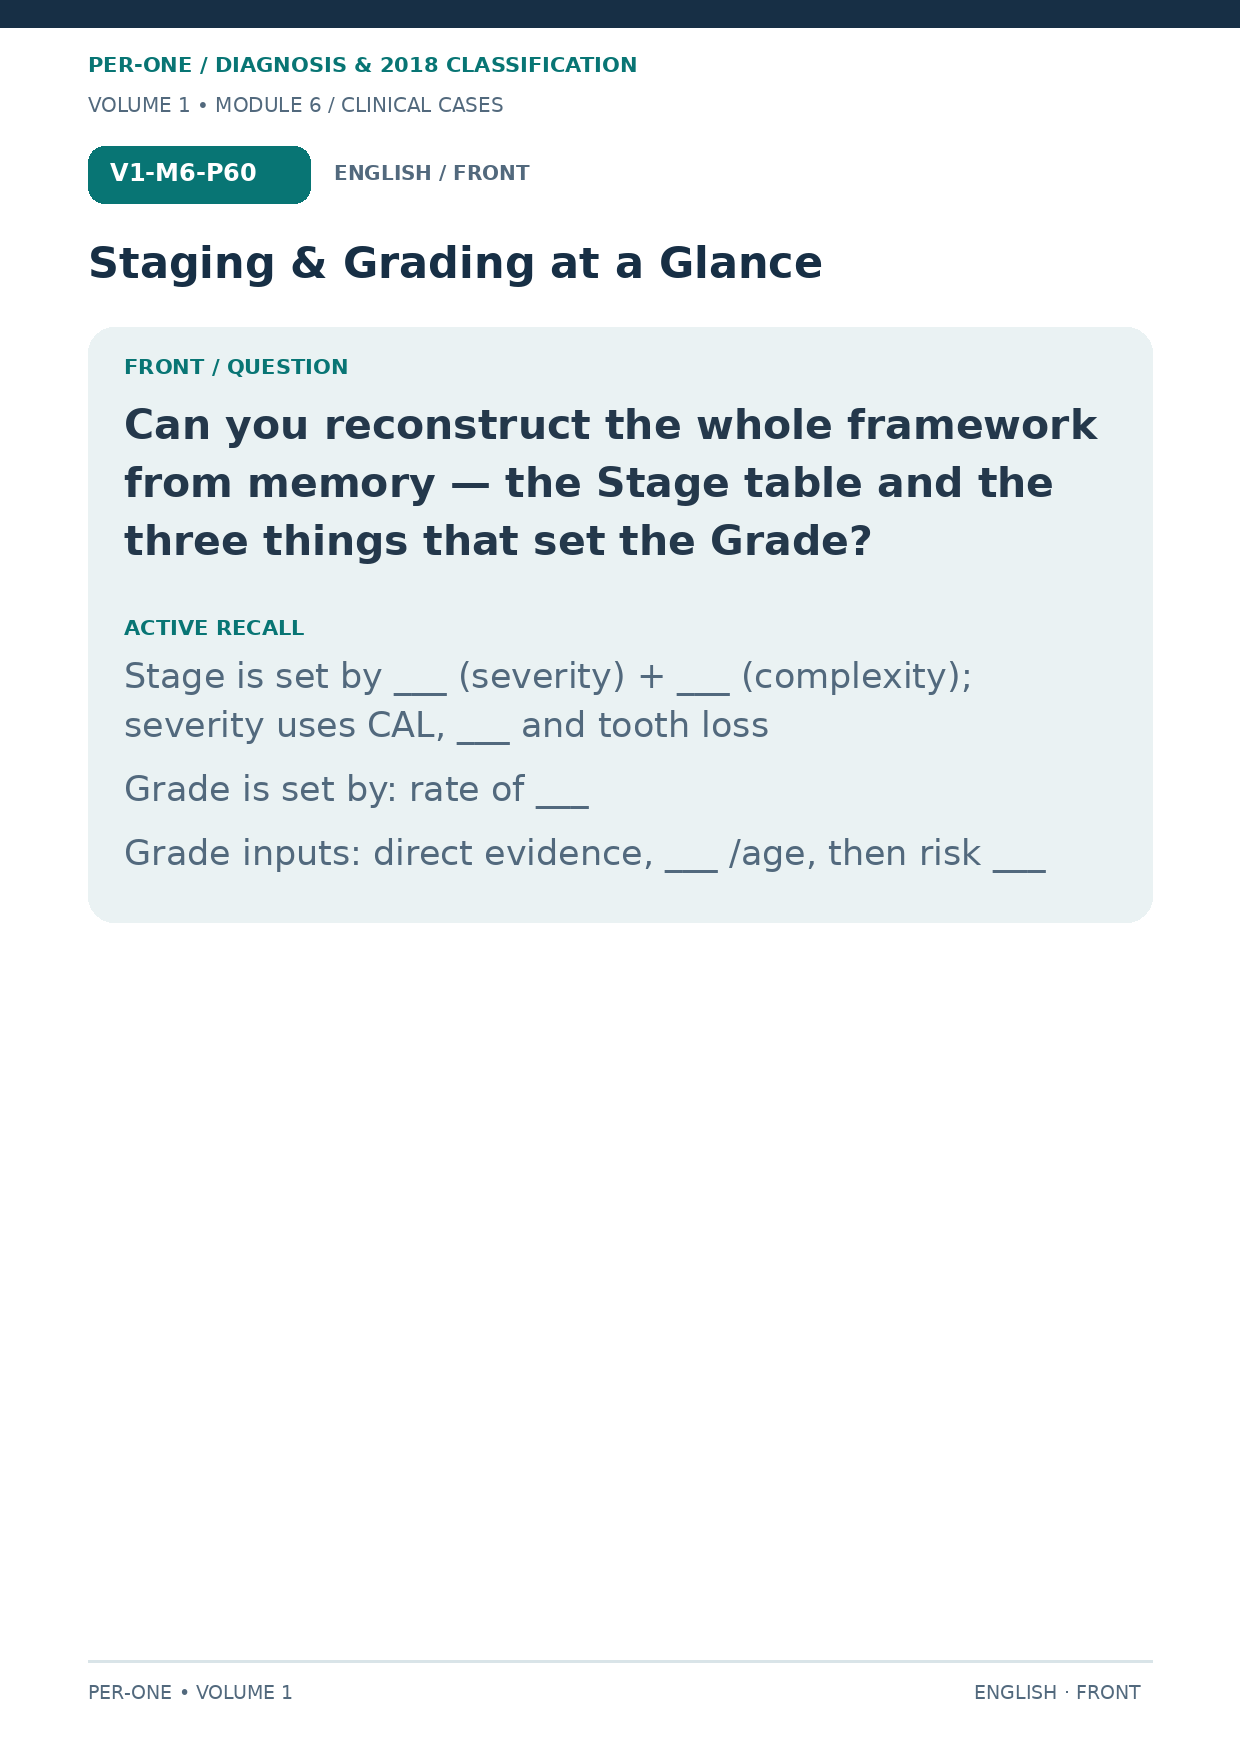 PER-ONE / DIAGNOSIS & 2018 CLASSIFICATION
VOLUME 1 • MODULE 6 / CLINICAL CASES
V1-M6-P60
ENGLISH / FRONT
Staging & Grading at a Glance
FRONT / QUESTION
Can you reconstruct the whole framework
from memory — the Stage table and the
three things that set the Grade?
ACTIVE RECALL
Stage is set by ___ (severity) + ___ (complexity);
severity uses CAL, ___ and tooth loss
Grade is set by: rate of ___
Grade inputs: direct evidence, ___ /age, then risk ___
PER-ONE • VOLUME 1
ENGLISH · FRONT